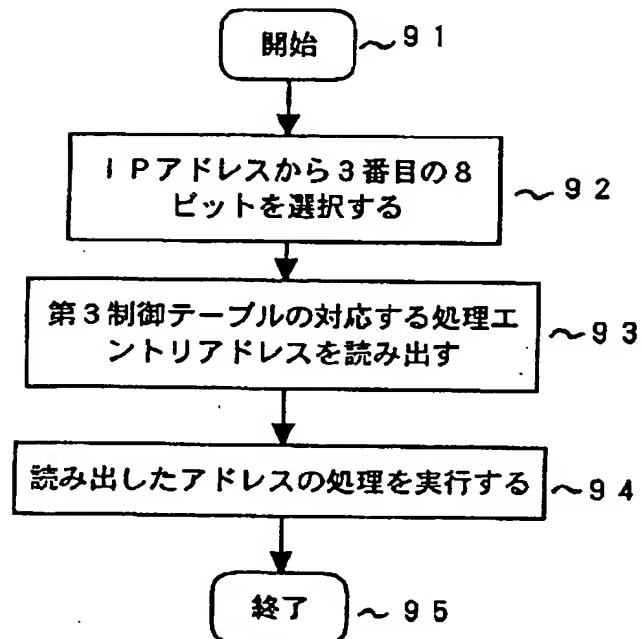 開始 ～91
IPアドレスから3番目の8
ビットを選択する ～92
第3制御テーブルの対応する処理エ
ントリアドレスを読み出す ～93
読み出したアドレスの処理を実行する ～94
終了 ～95